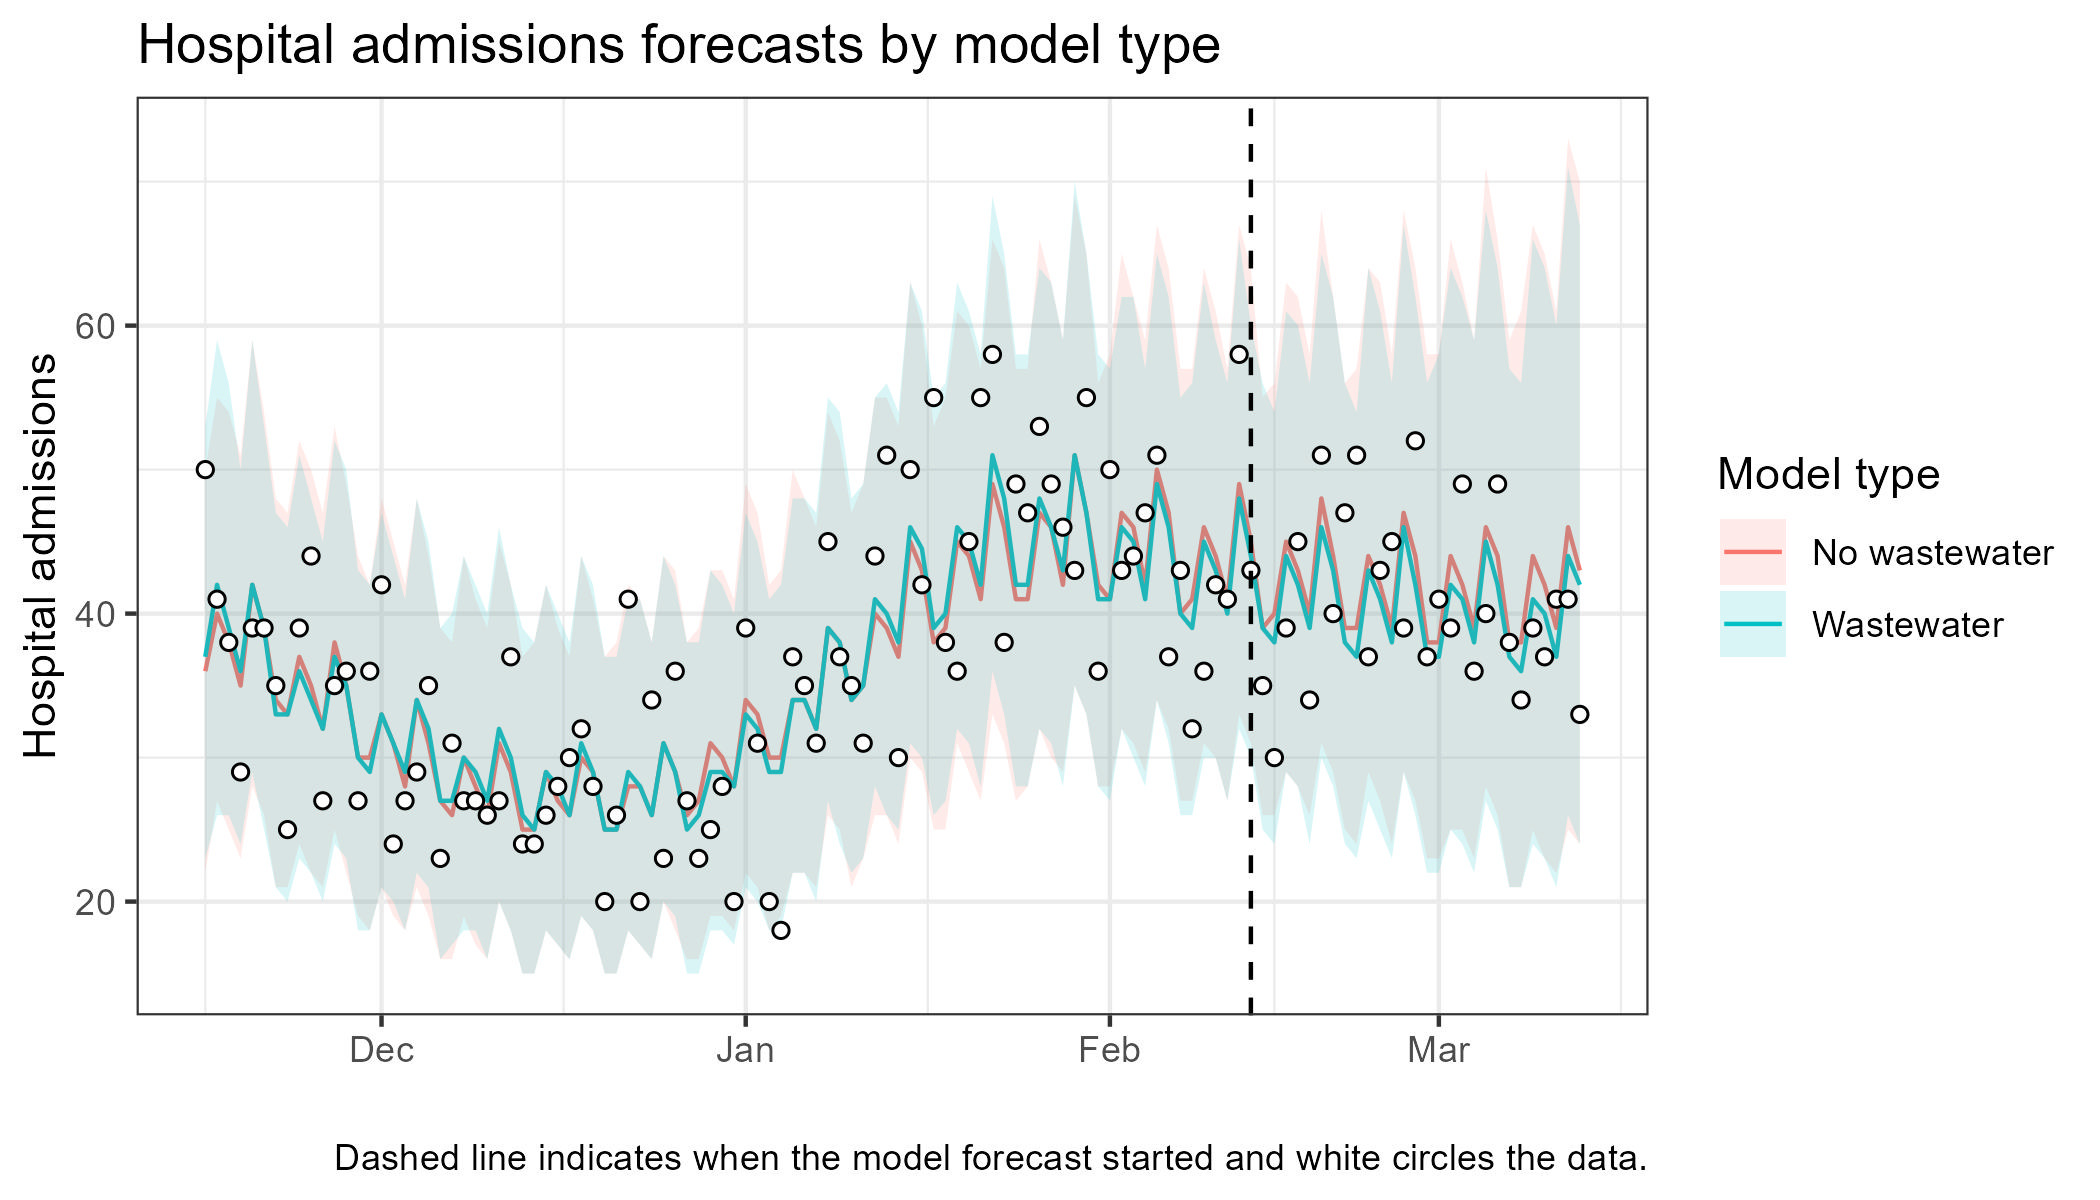 Hospital admissions forecasts by model type
Hospital admissions
60
40
20
Dec
Jan
Feb
Mar
Model type
No wastewater
Wastewater
Dashed line indicates when the model forecast started and white circles the data.